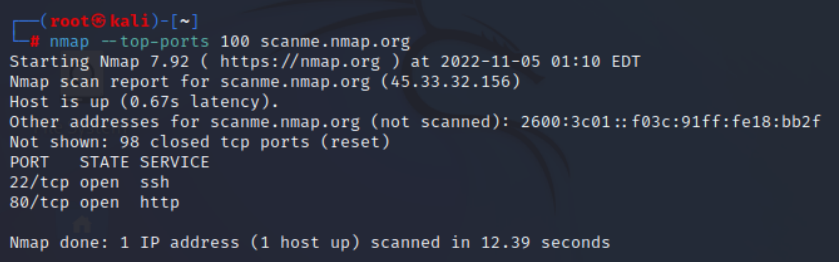 ┌──(root㉿kali)-[~]
└─# nmap --top-ports 100 scanme.nmap.org
Starting Nmap 7.92 ( https://nmap.org ) at 2022-11-05 01:10 EDT
Nmap scan report for scanme.nmap.org (45.33.32.156)
Host is up (0.67s latency).
Other addresses for scanme.nmap.org (not scanned): 2600:3c01::f03c:91ff:fe18:bb2f
Not shown: 98 closed tcp ports (reset)
PORT   STATE SERVICE
22/tcp open  ssh
80/tcp open  http
Nmap done: 1 IP address (1 host up) scanned in 12.39 seconds